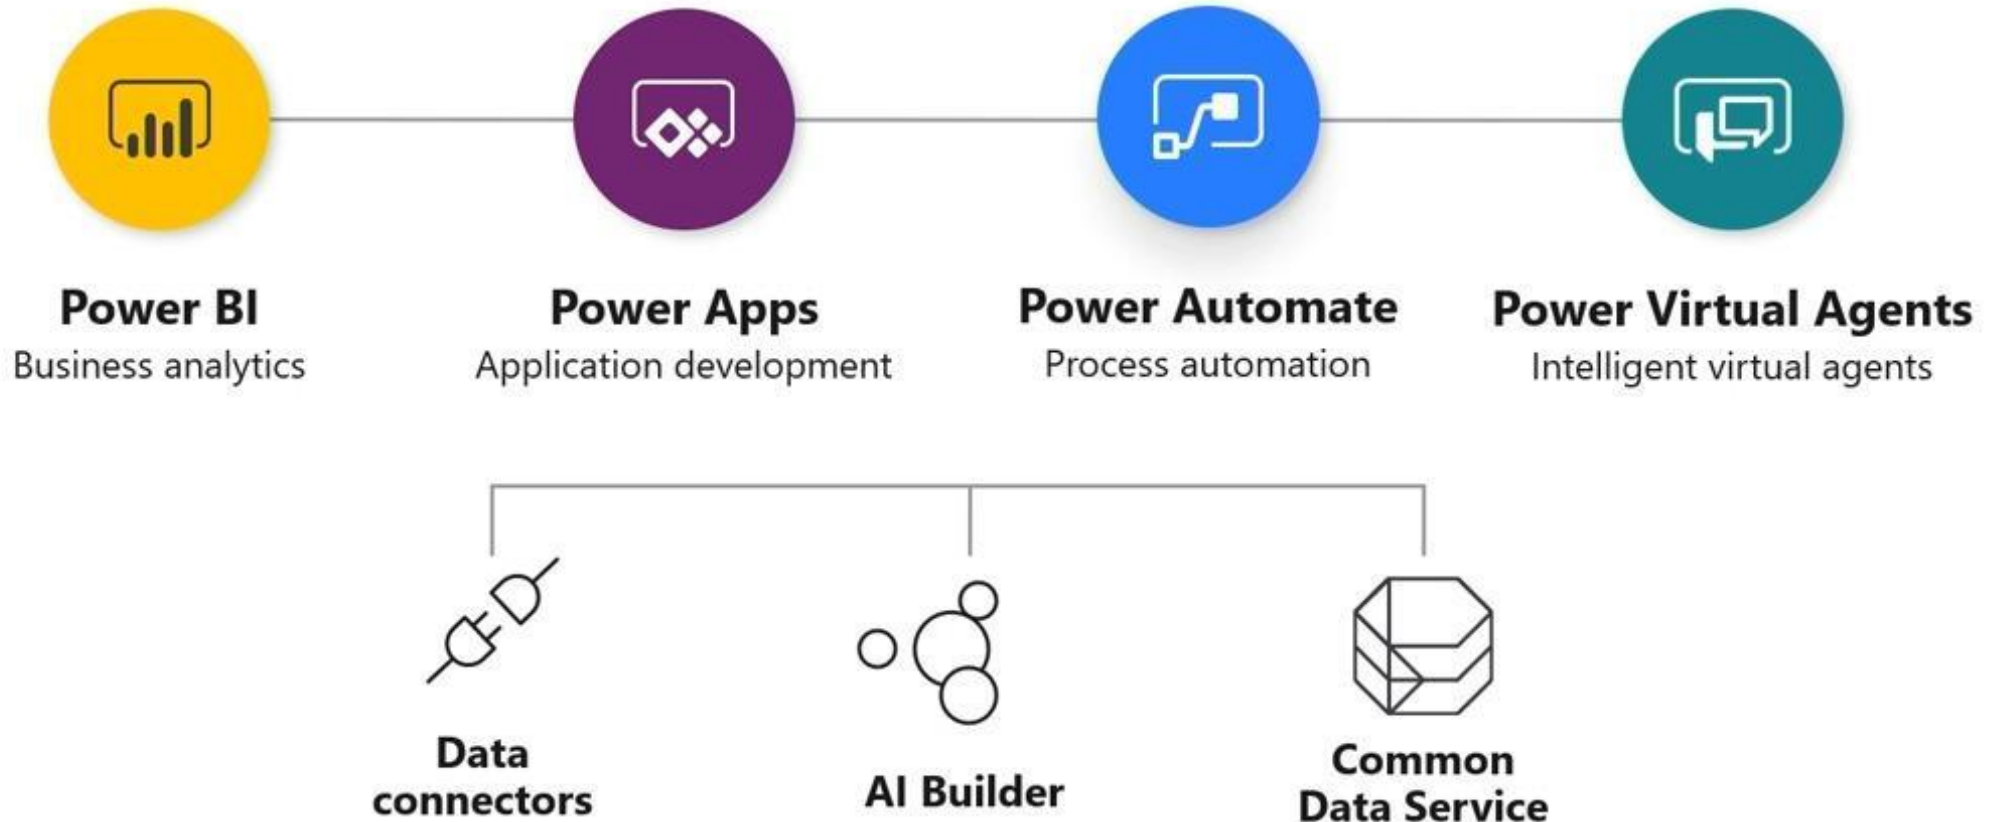 Power BI
Business analytics
Power Apps
Application development
Power Automate
Process automation
Power Virtual Agents
Intelligent virtual agents
Data
connectors
AI Builder
Common
Data Service